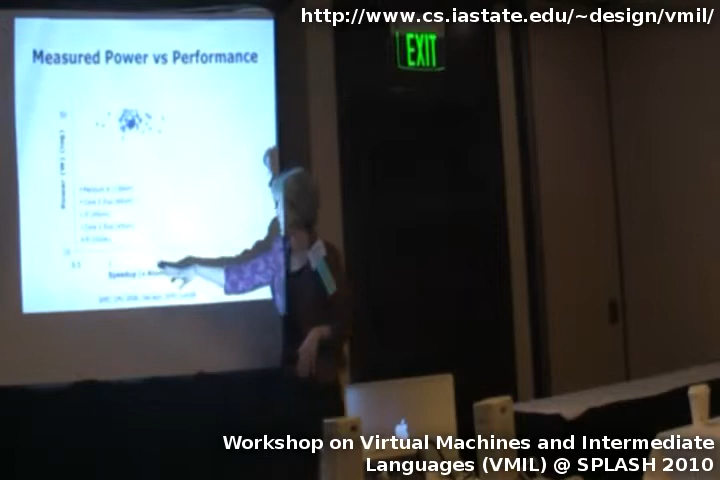 http://www.cs.iastate.edu/~design/vmil/
EXIT
Measured Power vs Performance
Workshop on Virtual Machines and Intermediate
Languages (VMIL) @ SPLASH 2010